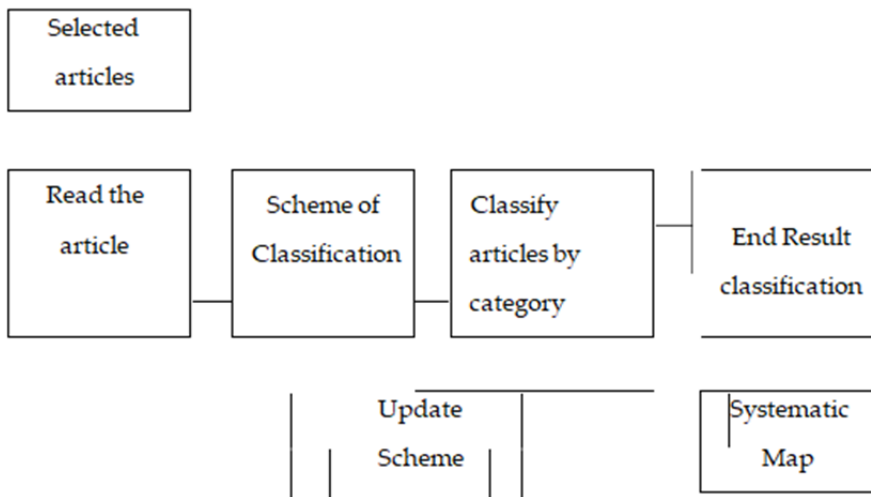 Selected
articles
Read the
article
Scheme of
Classification
Classify
articles by
category
End Result
classification
Update
Scheme
Systematic
Map